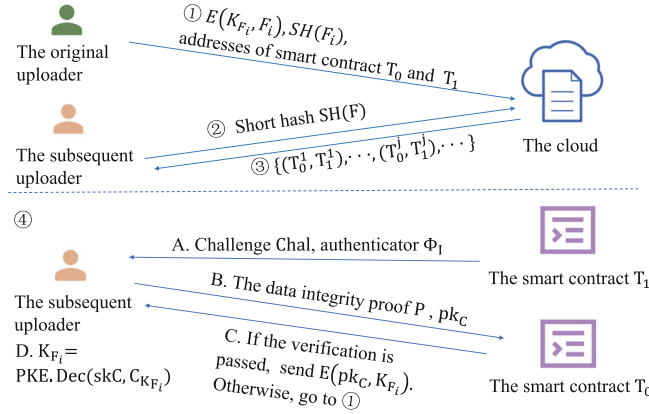 ① E(K_{F_i}, F_i), SH(F_i),
addresses of smart contract T_0 and T_1
The original
uploader
② Short hash SH(F)
The cloud
The subsequent
uploader
③ {(T_0^1, T_1^1),⋯, (T_0^j, T_1^j),⋯}
④
A. Challenge Chal, authenticator Φ_I
The smart contract T_1
B. The data integrity proof P , pk_C
The subsequent
uploader
D. K_{F_i}=
PKE.Dec(skC, C_{K_{F_i}})
C. If the verification is
passed, send E(pk_C, K_{F_i}).
Otherwise, go to ①
The smart contract T_0